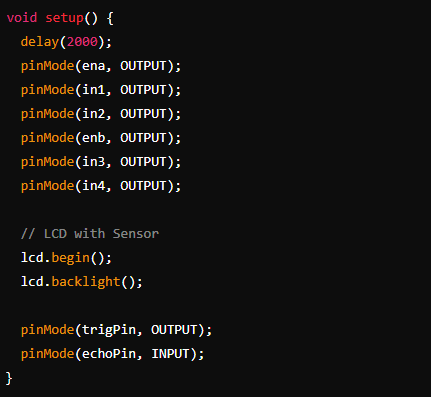 void setup() {
  delay(2000);
  pinMode(ena, OUTPUT);
  pinMode(in1, OUTPUT);
  pinMode(in2, OUTPUT);
  pinMode(enb, OUTPUT);
  pinMode(in3, OUTPUT);
  pinMode(in4, OUTPUT);

  // LCD with Sensor
  lcd.begin();
  lcd.backlight();

  pinMode(trigPin, OUTPUT);
  pinMode(echoPin, INPUT);
}